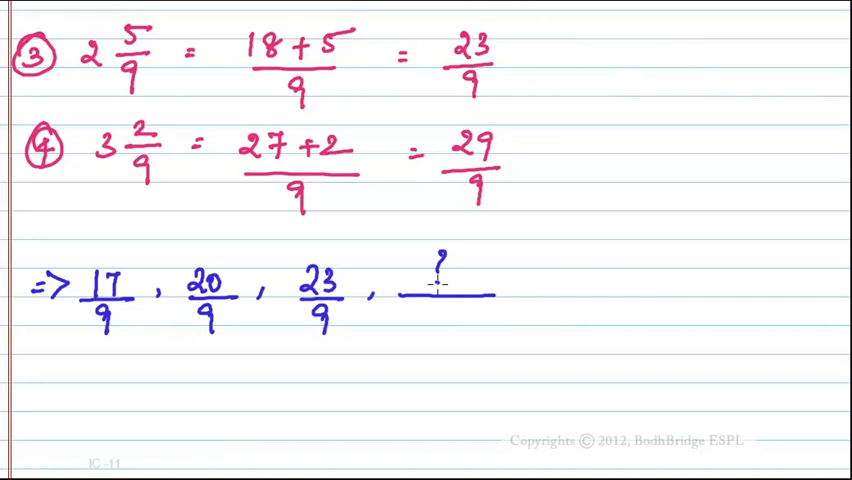 ③ 2 5/9 = 18 + 5/9 = 23/9
④ 3 2/9 = 27 + 2/9 = 29/9
=> 17/9 , 20/9 , 23/9 , ?
Copyrights © 2012, BodhBridge ESPL
IC -11